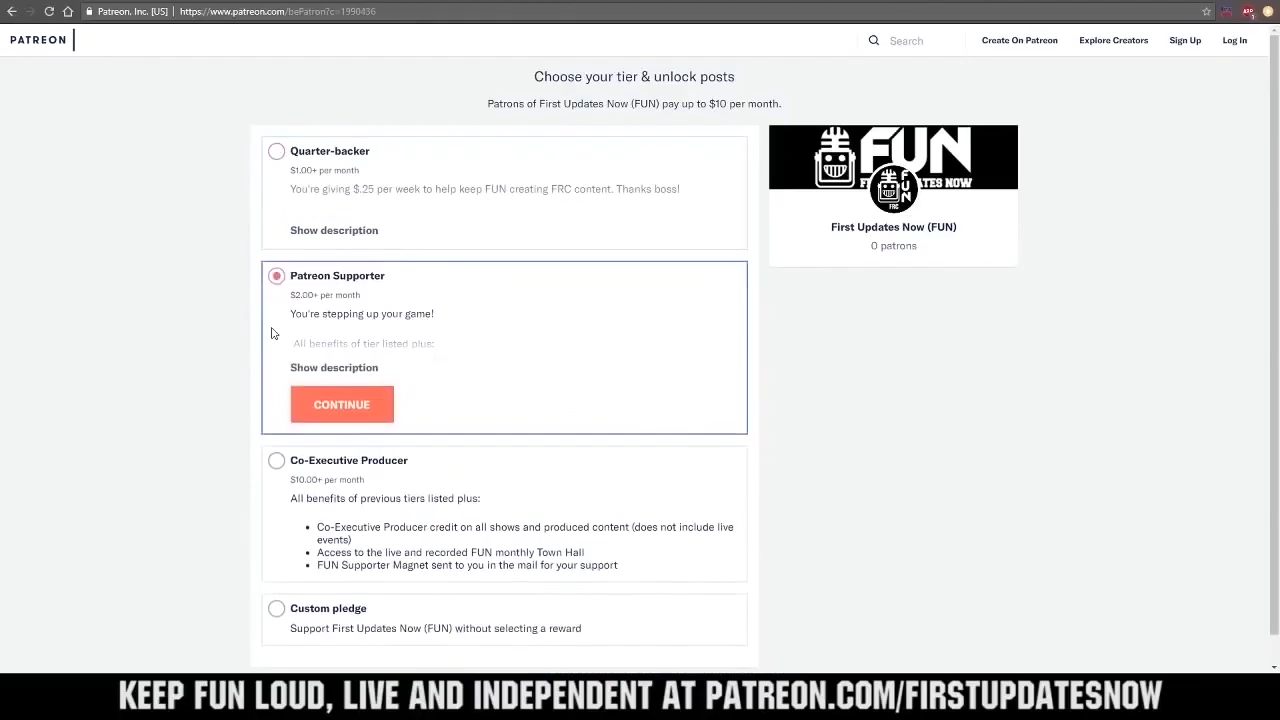 Patreon, Inc. [US] | https://www.patreon.com/bePatron?c=1990436
PATREON
Search
Create On Patreon
Explore Creators
Sign Up
Log In
Choose your tier & unlock posts
Patrons of First Updates Now (FUN) pay up to $10 per month.
Quarter-backer
$1.00+ per month
You're giving $.25 per week to help keep FUN creating FRC content. Thanks boss!
Show description
Patreon Supporter
$2.00+ per month
You're stepping up your game!
All benefits of tier listed plus:
Show description
CONTINUE
Co-Executive Producer
$10.00+ per month
All benefits of previous tiers listed plus:
• Co-Executive Producer credit on all shows and produced content (does not include live
events)
• Access to the live and recorded FUN monthly Town Hall
• FUN Supporter Magnet sent to you in the mail for your support
Custom pledge
Support First Updates Now (FUN) without selecting a reward
FUN
FUN
FRC
First Updates Now (FUN)
0 patrons
KEEP FUN LOUD, LIVE AND INDEPENDENT AT PATREON.COM/FIRSTUPDATESNOW